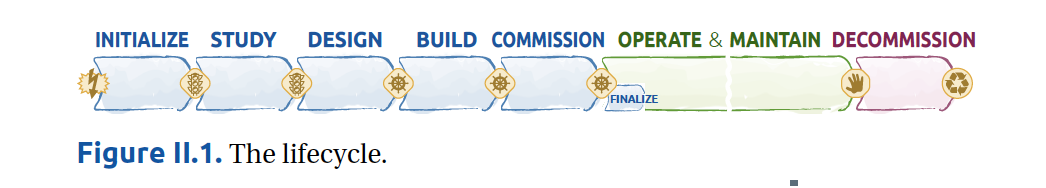 INITIALIZE STUDY DESIGN BUILD COMMISSION OPERATE & MAINTAIN DECOMMISSION
FINALIZE
Figure II.1. The lifecycle.